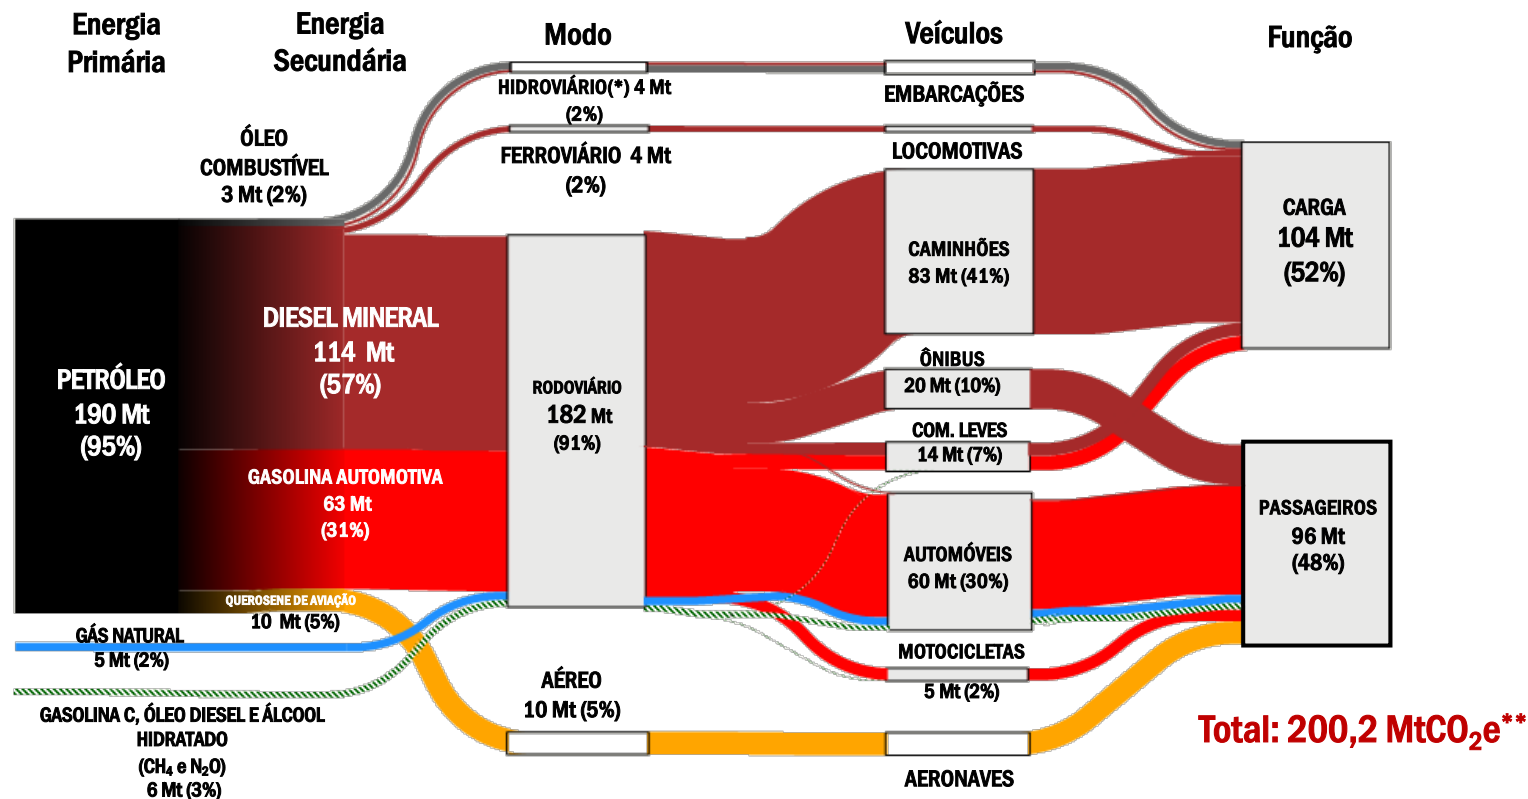 Energia
Primária
Energia
Secundária
Modo
Veículos
Função
HIDROVIÁRIO(*) 4 Mt
(2%)
EMBARCAÇÕES
ÓLEO
COMBUSTÍVEL
3 Mt (2%)
FERROVIÁRIO 4 Mt
(2%)
LOCOMOTIVAS
CARGA
104 Mt
(52%)
CAMINHÕES
83 Mt (41%)
DIESEL MINERAL
114 Mt
(57%)
PETRÓLEO
190 Mt
(95%)
RODOVIÁRIO
182 Mt
(91%)
ÔNIBUS
20 Mt (10%)
COM. LEVES
14 Mt (7%)
GASOLINA AUTOMOTIVA
63 Mt
(31%)
PASSAGEIROS
96 Mt
(48%)
AUTOMÓVEIS
60 Mt (30%)
QUEROSENE DE AVIAÇÃO
10 Mt (5%)
GÁS NATURAL
5 Mt (2%)
MOTOCICLETAS
5 Mt (2%)
AÉREO
10 Mt (5%)
GASOLINA C, ÓLEO DIESEL E ÁLCOOL
HIDRATADO
(CH₄ e N₂O)
6 Mt (3%)
AERONAVES
Total: 200,2 MtCO₂e**